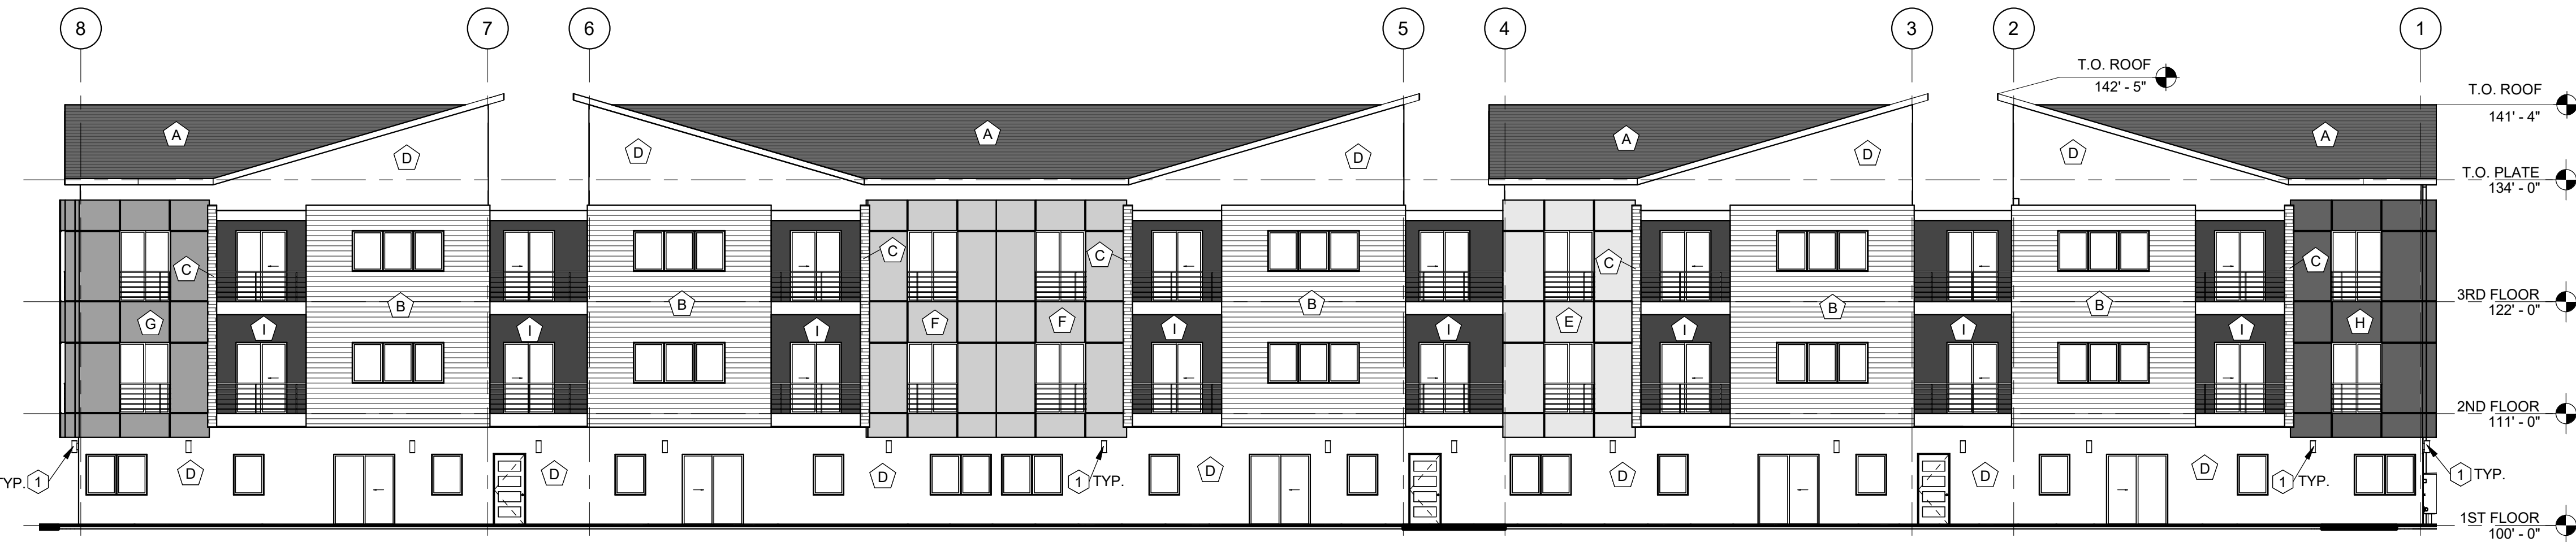 8 7 6 5 4 3 2 1
T.O. ROOF
142' - 5"
T.O. ROOF
141' - 4"
A A A A
D D D D D
T.O. PLATE
134' - 0"
C C C C C
B B B B B B
3RD FLOOR
122' - 0"
G I I I F F I I E I I I H
2ND FLOOR
111' - 0"
D D D D D D D
TYP. 1
1 TYP.
1 TYP.
1 TYP.
1ST FLOOR
100' - 0"